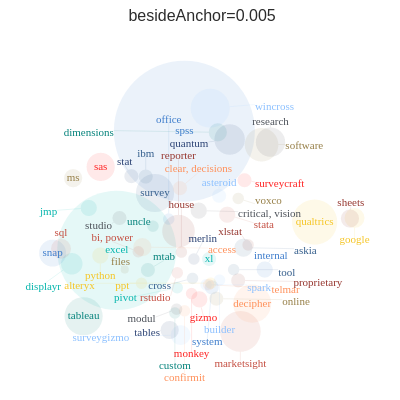 besideAnchor=0.005
wincross
office
research
spss
dimensions
quantum
software
ibm
reporter
stat
clear, decisions
sas
ms
asteroid
surveycraft
survey
voxco
house
sheets
jmp
critical, vision
uncle
qualtrics
studio
stata
sql
xlstat
bi, power
merlin
google
excel
access
askia
snap
mtab
xl
internal
files
python
tool
cross
proprietary
displayr
alteryx
ppt
spark
telmar
pivot
rstudio
online
decipher
tableau
modul
gizmo
builder
tables
surveygizmo
system
monkey
marketsight
custom
confirmit